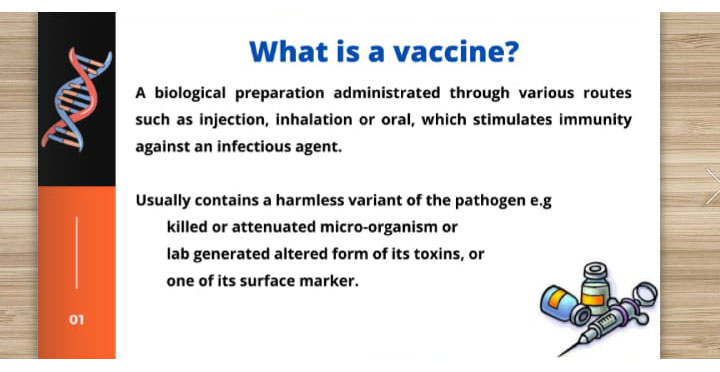 What is a vaccine?
A biological preparation administrated through various routes
such as injection, inhalation or oral, which stimulates immunity
against an infectious agent.
Usually contains a harmless variant of the pathogen e.g
killed or attenuated micro-organism or
lab generated altered form of its toxins, or
one of its surface marker.
01